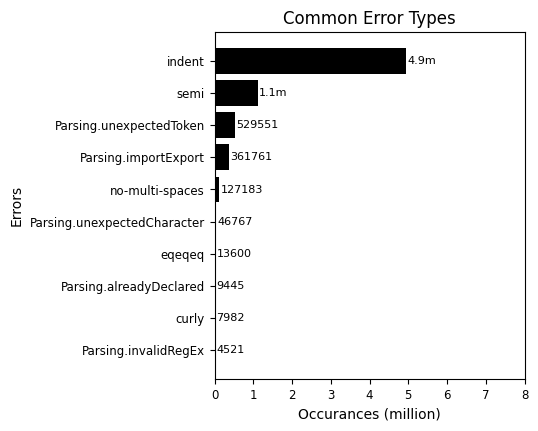 Common Error Types
Errors
indent 4.9m
semi 1.1m
Parsing.unexpectedToken 529551
Parsing.importExport 361761
no-multi-spaces 127183
Parsing.unexpectedCharacter 46767
eqeqeq 13600
Parsing.alreadyDeclared 9445
curly 7982
Parsing.invalidRegEx 4521
0 1 2 3 4 5 6 7 8
Occurances (million)